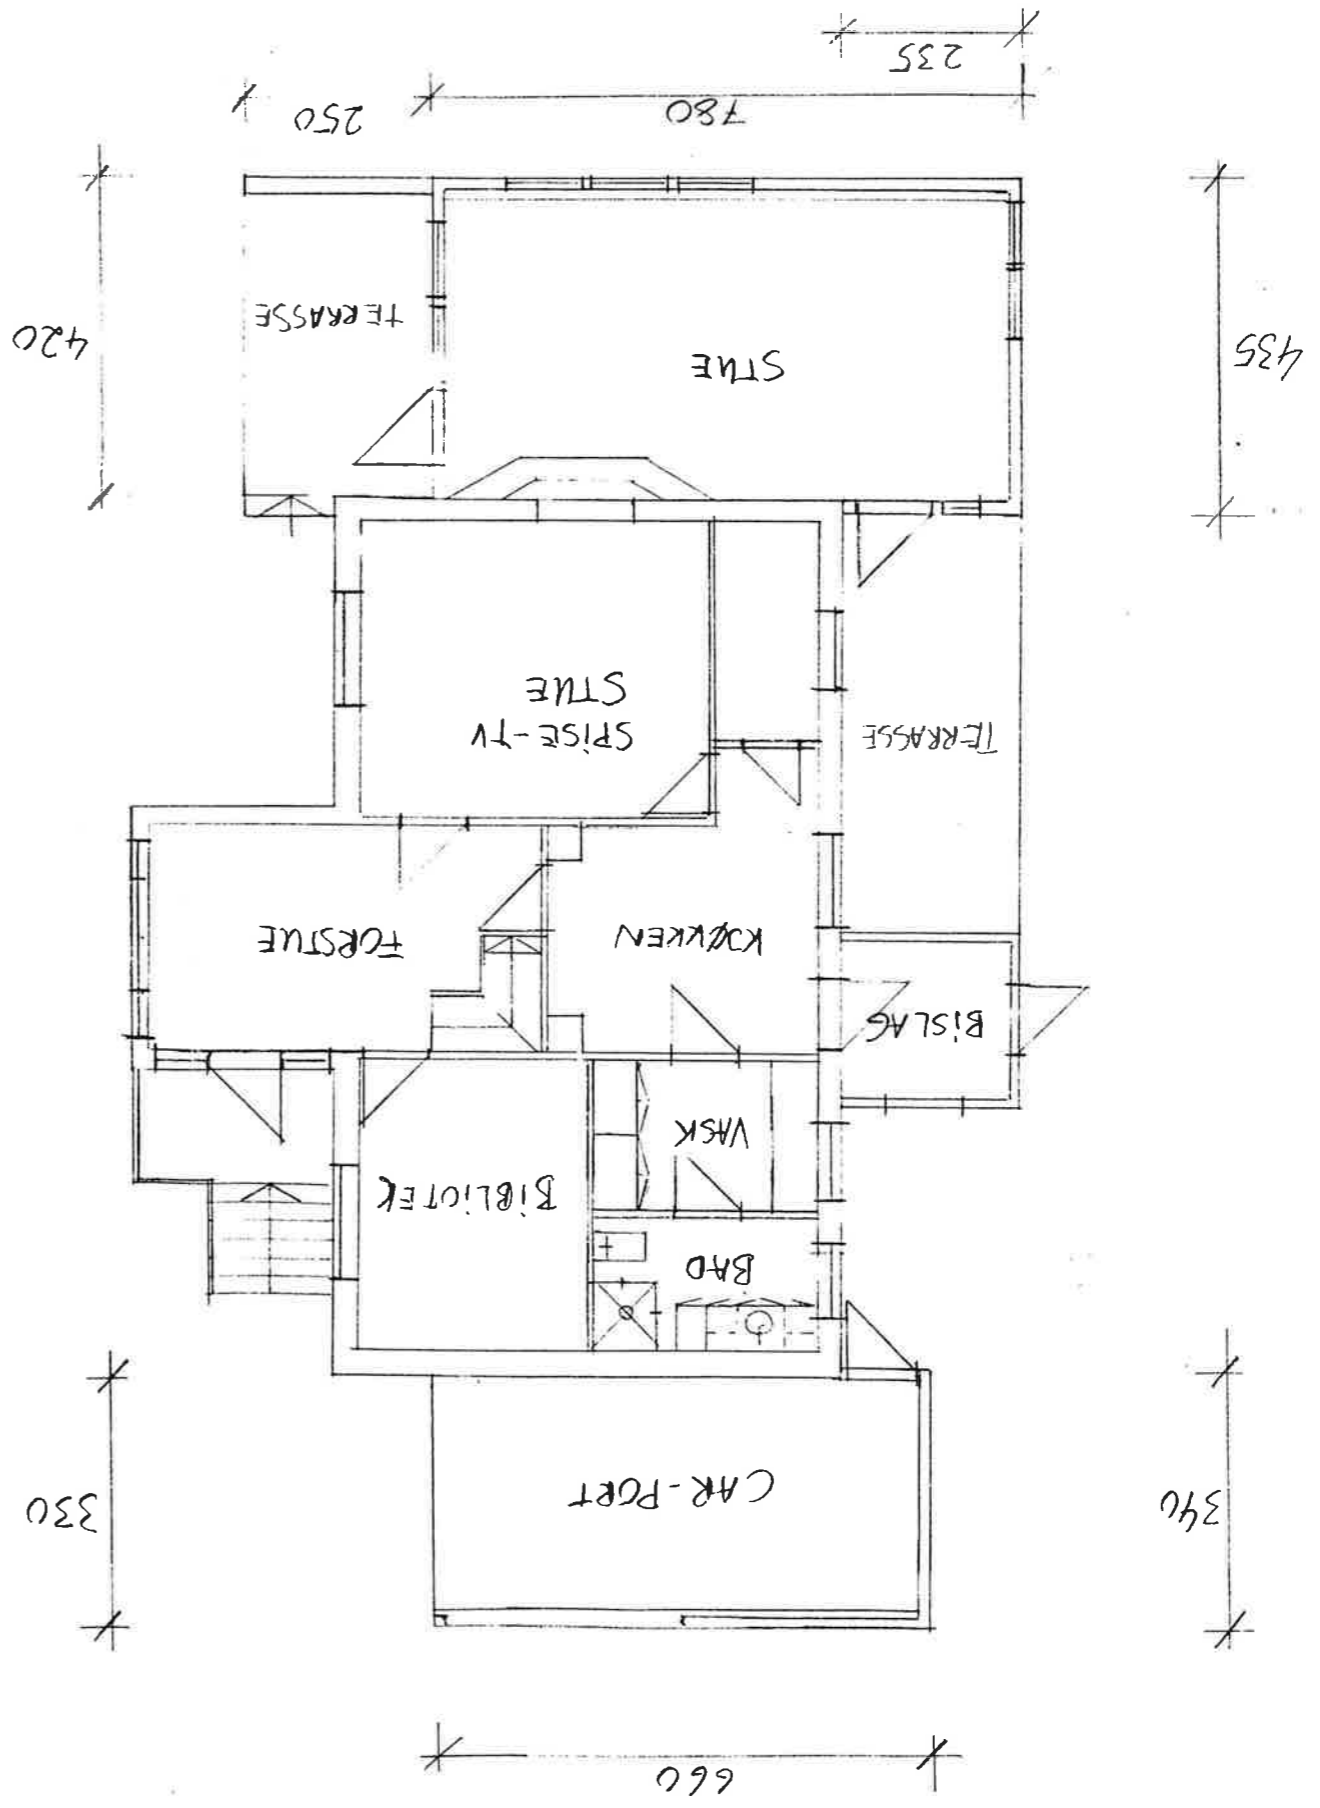 660
340
330
CAR-PORT
BAD
BIBLIOTEK
VASK
BISLAG
KJØKKEN
FORSTUE
TERRASSE
SPISE-TV
STUE
STUE
TERRASSE
435
420
780
250
235